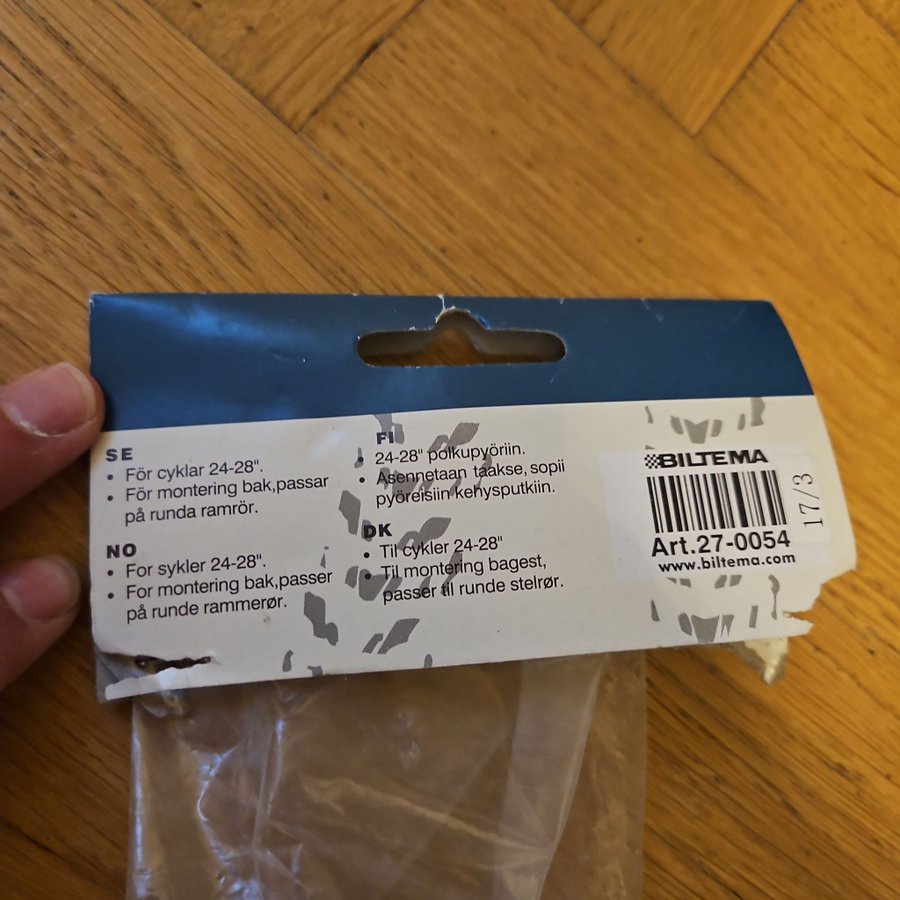 SE
• För cyklar 24-28".
• För montering bak,passar
på runda ramrör.
NO
• For sykler 24-28".
• For montering bak,passer
på runde rammerør.
FI
• 24-28" polkupyöriin.
• Asennetaan taakse, sopii
pyöreisiin kehysputkiin.
DK
• Til cykler 24-28"
• Til montering bagest,
passer til runde stelrør.
BILTEMA
17/3
Art.27-0054
www.biltema.com